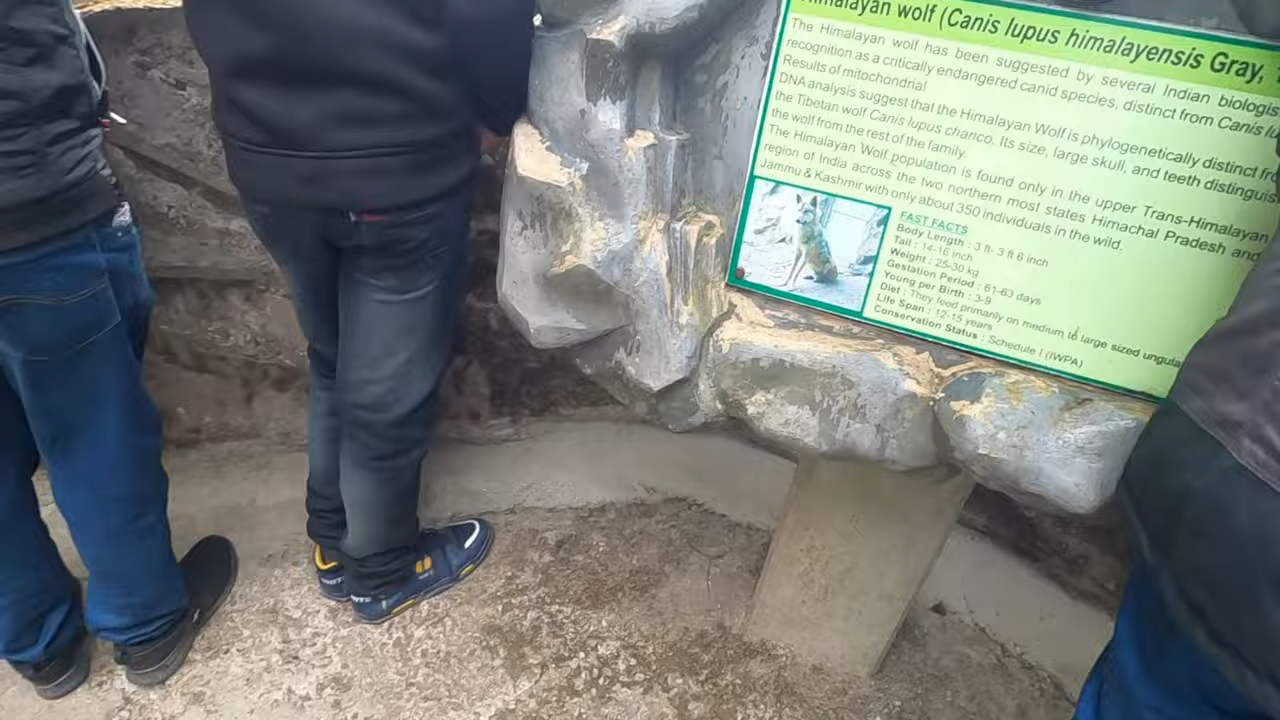 Himalayan wolf (Canis lupus himalayensis Gray,
The Himalayan wolf has been suggested by several Indian biologis
recognition as a critically endangered canid species, distinct from Canis lu
Results of mitochondrial
DNA analysis suggest that the Himalayan Wolf is phylogenetically distinct fro
the Tibetan wolf Canis lupus chanco. Its size, large skull, and teeth distinguis
the wolf from the rest of the family.
The Himalayan Wolf population is found only in the upper Trans-Himalayan
region of India across the two northern most states Himachal Pradesh and
Jammu & Kashmir with only about 350 individuals in the wild.
FAST FACTS
Body Length : 3 ft- 3 ft 6 inch
Tail : 14-16 inch
Weight : 25-30 kg
Gestation Period : 61-63 days
Young per Birth : 3-9
Diet : They feed primarily on medium to large sized ungula
Life Span : 12-15 years
Conservation Status : Schedule I (IWPA)